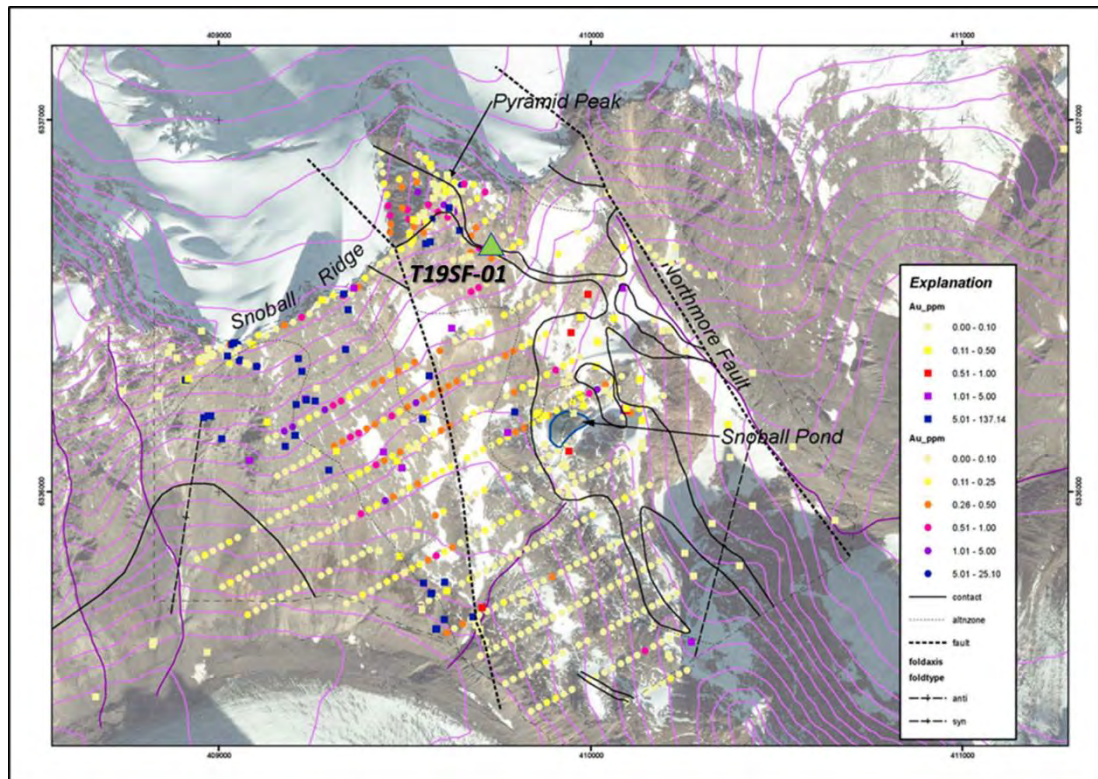 409000
410000
411000
Pyramid Peak
6337000
6337000
T19SF-01
Snoball Ridge
Northmore Fault
Snoball Pond
6336000
6336000
Explanation
Au_ppm
0.00 - 0.10
0.11 - 0.50
0.51 - 1.00
1.01 - 5.00
5.01 - 137.14
Au_ppm
0.00 - 0.10
0.11 - 0.25
0.26 - 0.50
0.51 - 1.00
1.01 - 5.00
5.01 - 25.10
contact
altnzone
fault
foldaxis
foldtype
anti
syn
409000
410000
411000